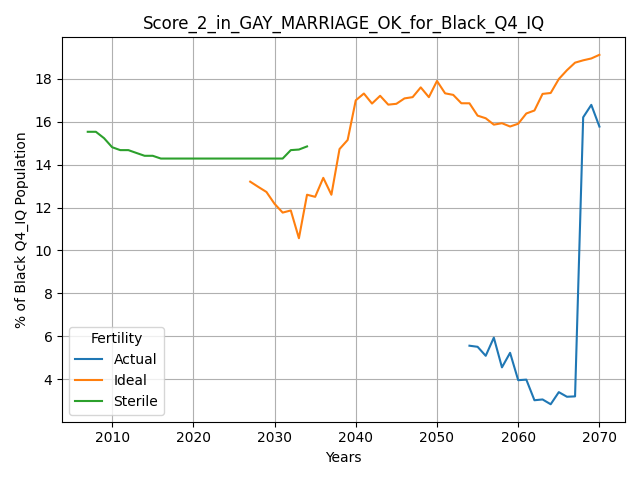 Score_2_in_GAY_MARRIAGE_OK_for_Black_Q4_IQ
% of Black Q4_IQ Population
18
16
14
12
10
8
6
4
Fertility
Actual
Ideal
Sterile
2010 2020 2030 2040 2050 2060 2070
Years